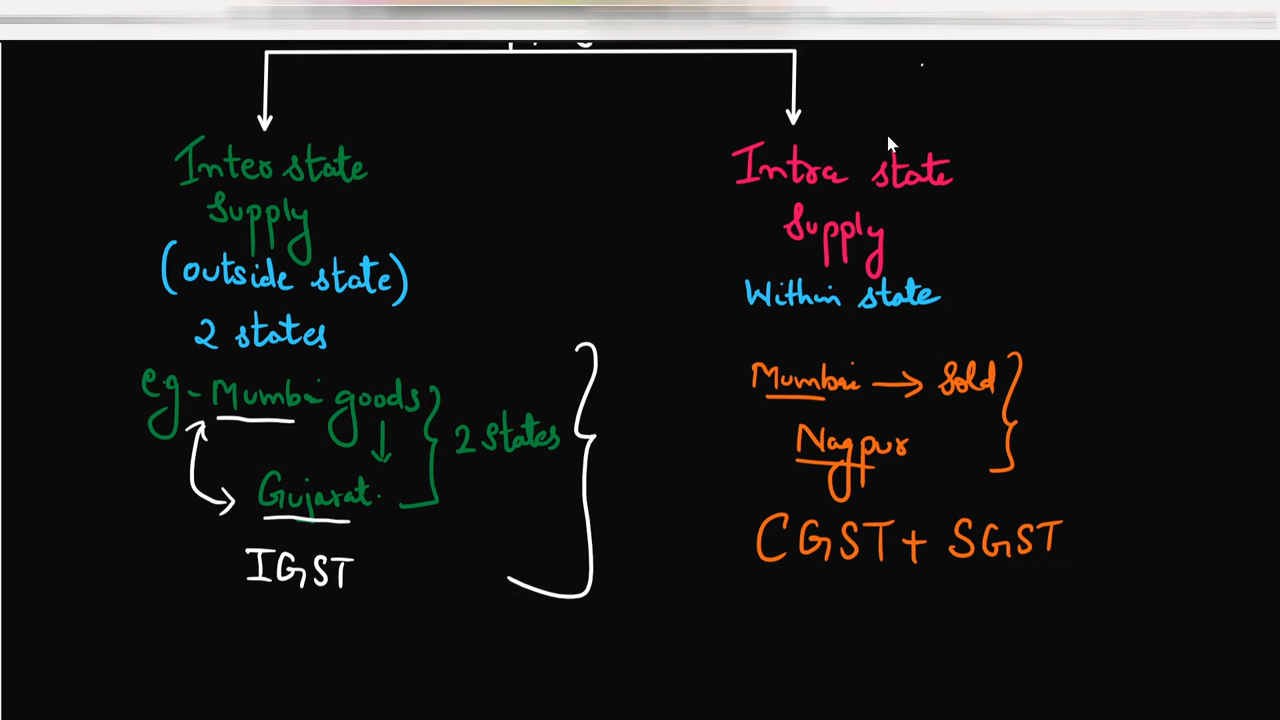 Inter state
Supply
(outside state)
2 states
e.g- Mumbai goods
2 states
Gujarat.
IGST
Intra state
Supply
Within state
Mumbai → Sold
Nagpur
CGST + SGST